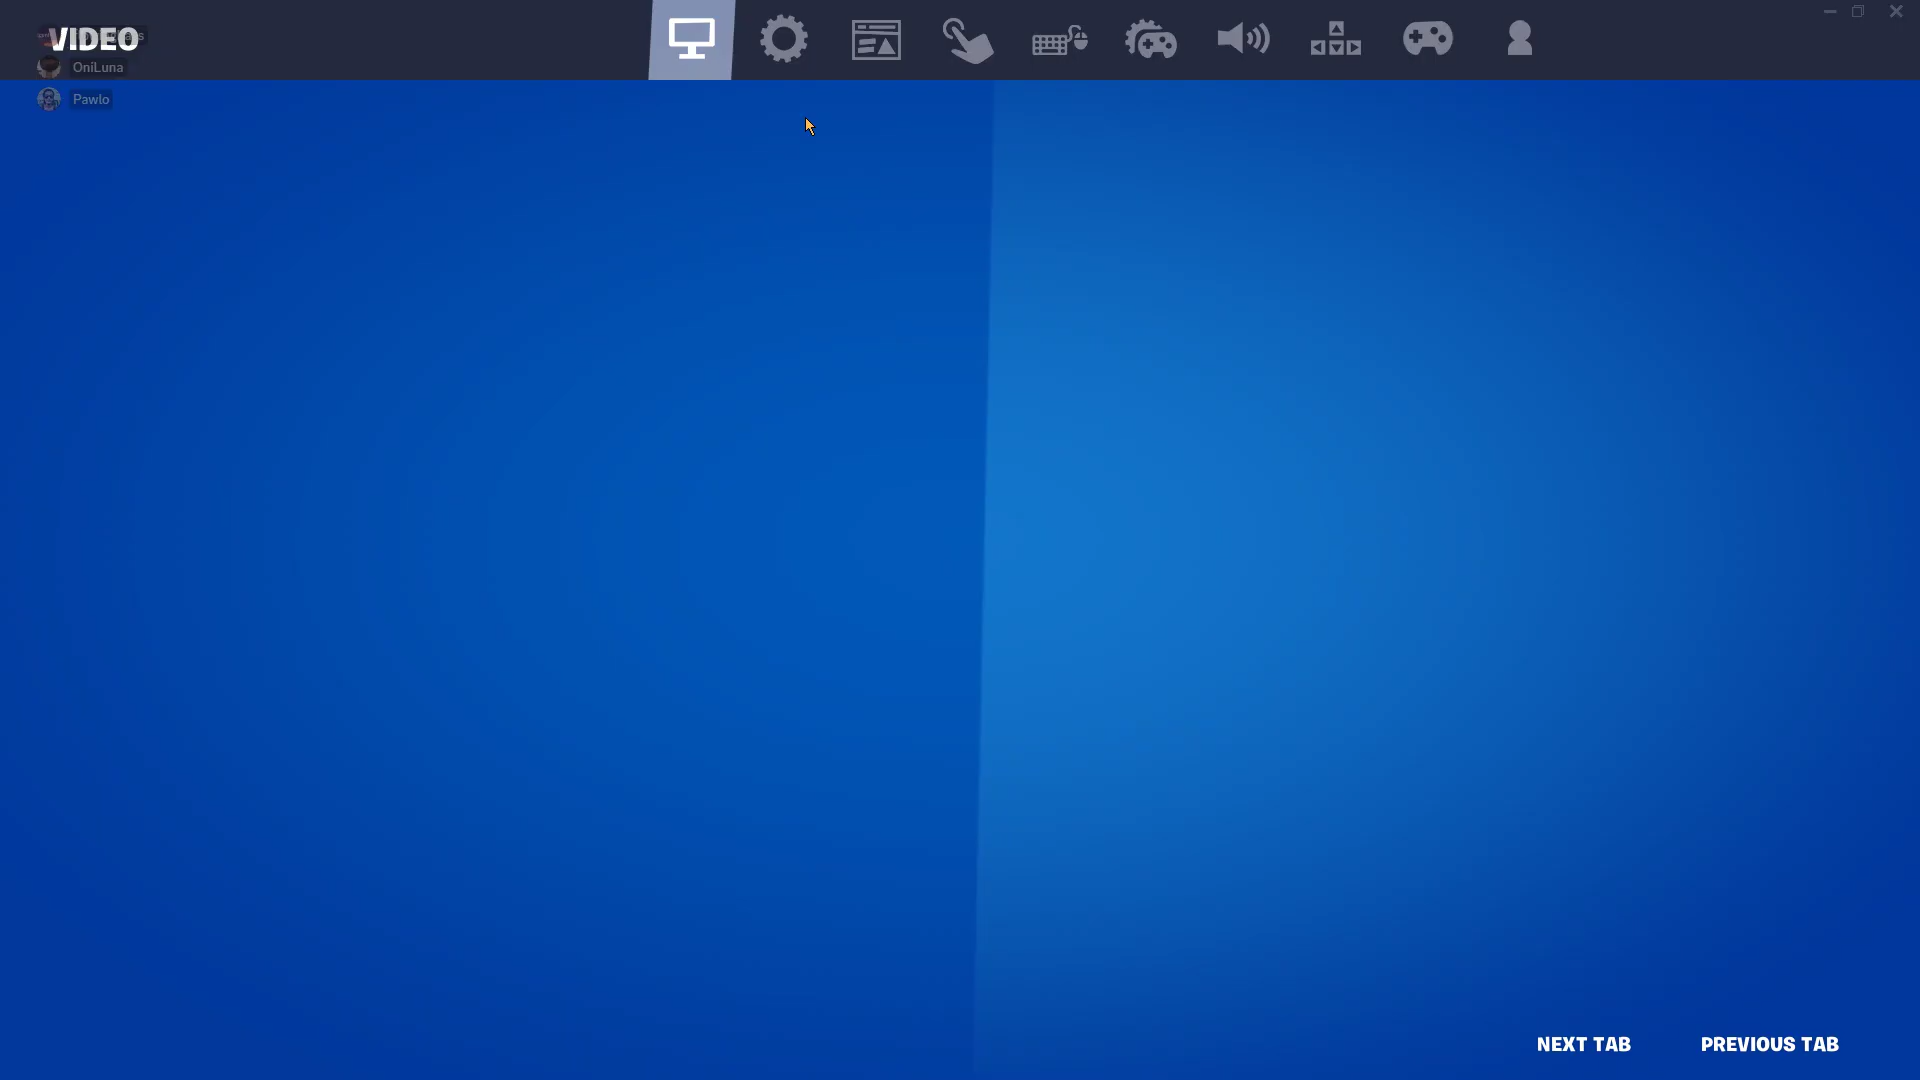 VIDEO
OniLuna
Pawlo
NEXT TAB
PREVIOUS TAB